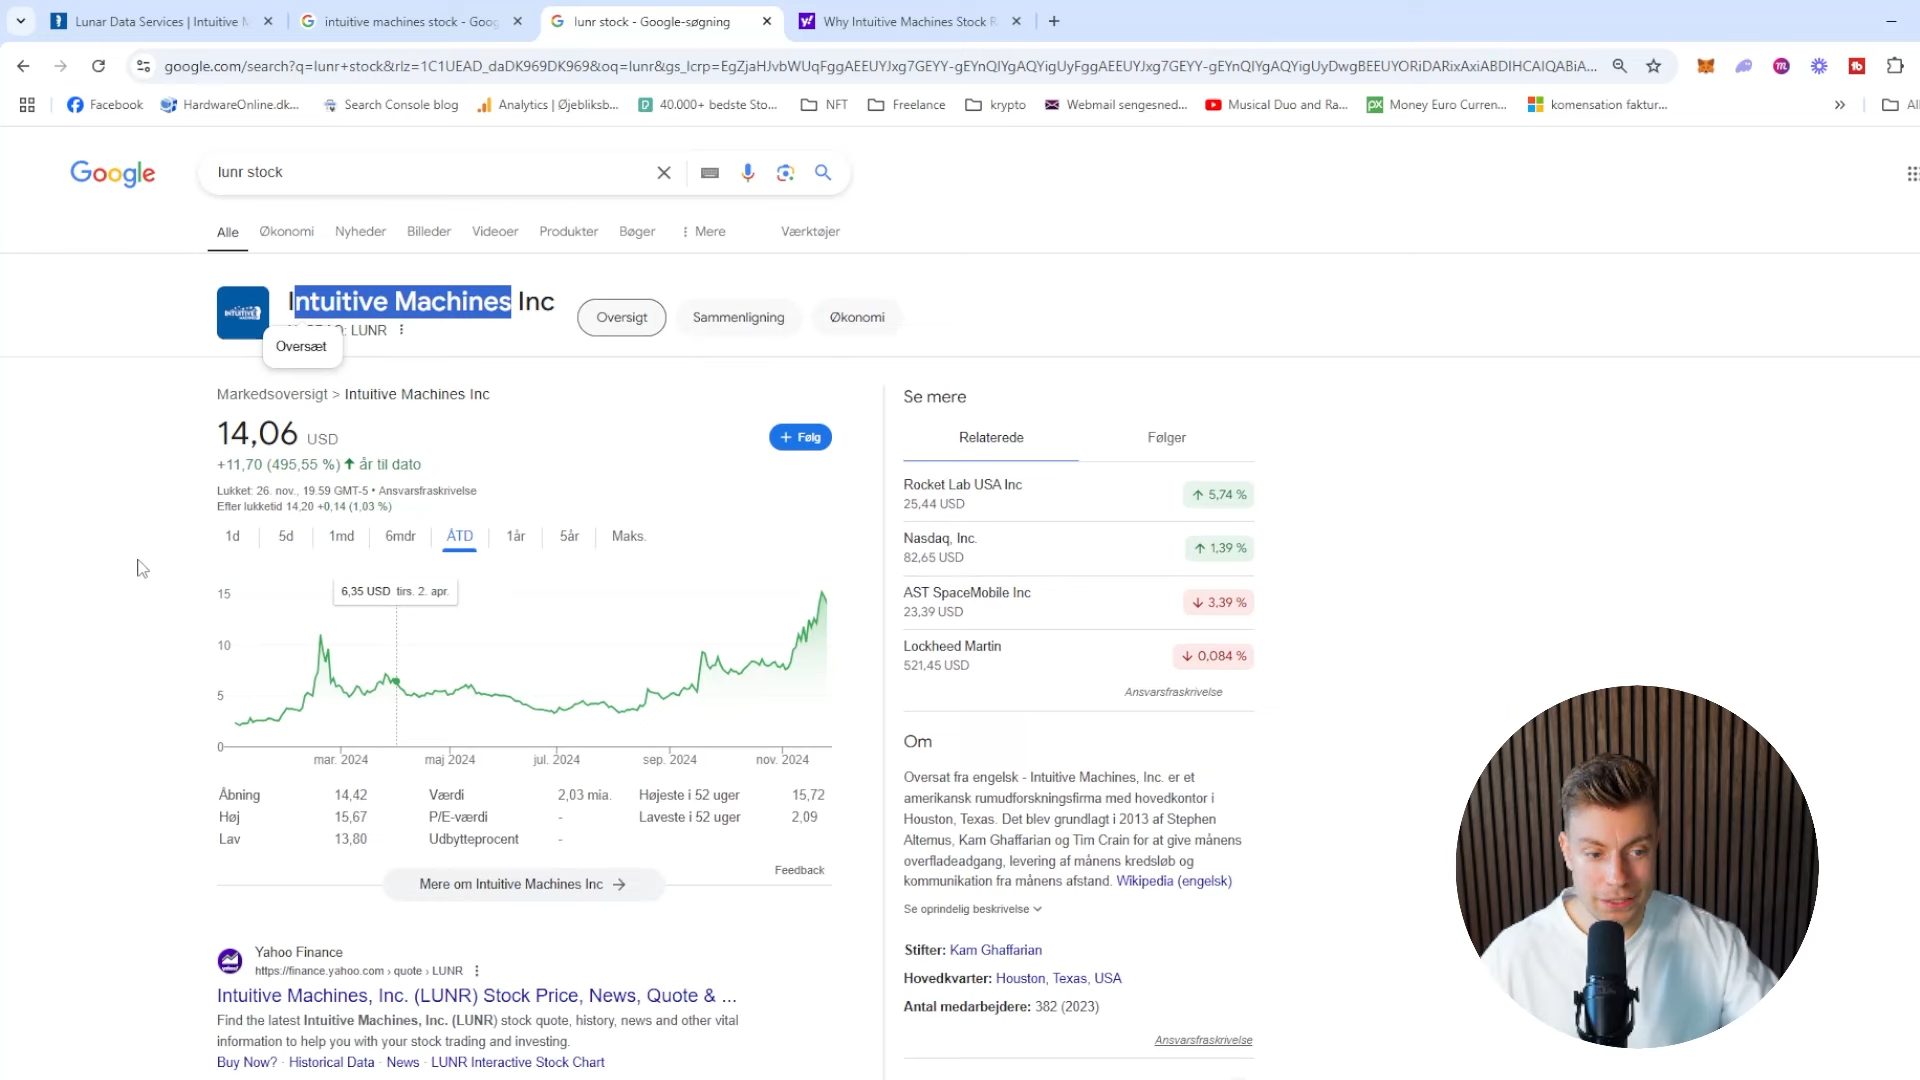 Lunar Data Services | Intuitive M
intuitive machines stock - Goog
lunr stock - Google-søgning
Why Intuitive Machines Stock R
google.com/search?q=lunr+stock&rlz=1C1UEAD_daDK969DK969&oq=lunr&gs_lcrp=EgZjaHJvbWUqFggAEEUYJxg7GEYY-gEYnQIYgAQYigUyFggAEEUYJxg7GEYY-gEYnQIYgAQYigUyDwgBEEUYORiDARixAxiABDIHCAIQABiA...
Facebook
HardwareOnline.dk...
Search Console blog
Analytics | Øjebliksb...
40.000+ bedste Sto...
NFT
Freelance
krypto
Webmail sengesned...
Musical Duo and Ra...
Money Euro Curren...
komensation faktur...
Al
Google
lunr stock
Alle Økonomi Nyheder Billeder Videoer Produkter Bøger Mere Værktøjer
INTUITIVE
MACHINES
Intuitive Machines Inc
LUNR
Oversæt
Oversigt
Sammenligning
Økonomi
Markedsoversigt > Intuitive Machines Inc
14,06 USD
+ Følg
+11,70 (495,55 %) ↑ år til dato
Lukket: 26. nov., 19.59 GMT-5 • Ansvarsfraskrivelse
Efter lukketid 14,20 +0,14 (1,03 %)
1d 5d 1md 6mdr ÅTD 1år 5år Maks.
6,35 USD tirs. 2. apr.
15
10
5
0
mar. 2024 maj 2024 jul. 2024 sep. 2024 nov. 2024
Åbning 14,42 Værdi 2,03 mia. Højeste i 52 uger 15,72
Høj 15,67 P/E-værdi - Laveste i 52 uger 2,09
Lav 13,80 Udbytteprocent -
Feedback
Mere om Intuitive Machines Inc →
Yahoo Finance
https://finance.yahoo.com › quote › LUNR
Intuitive Machines, Inc. (LUNR) Stock Price, News, Quote & ...
Find the latest Intuitive Machines, Inc. (LUNR) stock quote, history, news and other vital
information to help you with your stock trading and investing.
Buy Now? · Historical Data · News · LUNR Interactive Stock Chart
Se mere
Relaterede Følger
Rocket Lab USA Inc
25,44 USD
↑ 5,74 %
Nasdaq, Inc.
82,65 USD
↑ 1,39 %
AST SpaceMobile Inc
23,39 USD
↓ 3,39 %
Lockheed Martin
521,45 USD
↓ 0,084 %
Ansvarsfraskrivelse
Om
Oversat fra engelsk - Intuitive Machines, Inc. er et
amerikansk rumudforskningsfirma med hovedkontor i
Houston, Texas. Det blev grundlagt i 2013 af Stephen
Altemus, Kam Ghaffarian og Tim Crain for at give månens
overfladeadgang, levering af månens kredsløb og
kommunikation fra månens afstand. Wikipedia (engelsk)
Se oprindelig beskrivelse
Stifter: Kam Ghaffarian
Hovedkvarter: Houston, Texas, USA
Antal medarbejdere: 382 (2023)
Ansvarsfraskrivelse